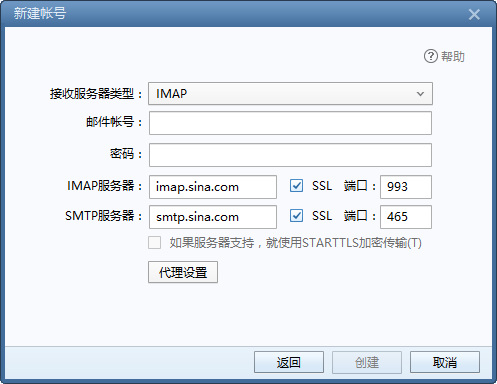 新建帐号
帮助
接收服务器类型： IMAP
邮件帐号：
密码：
IMAP服务器： imap.sina.com SSL 端口： 993
SMTP服务器： smtp.sina.com SSL 端口： 465
如果服务器支持，就使用STARTTLS加密传输(T)
代理设置
返回 创建 取消